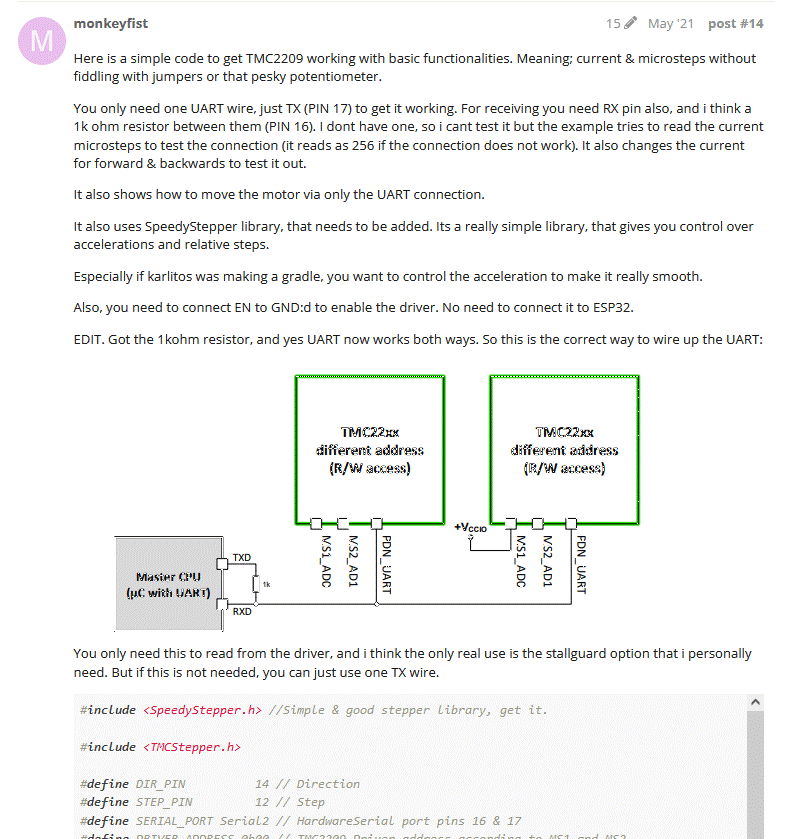 monkeyfist
15
May '21
post #14
M
Here is a simple code to get TMC2209 working with basic functionalities. Meaning; current & microsteps without
fiddling with jumpers or that pesky potentiometer.
You only need one UART wire, just TX (PIN 17) to get it working. For receiving you need RX pin also, and i think a
1k ohm resistor between them (PIN 16). I dont have one, so i cant test it but the example tries to read the current
microsteps to test the connection (it reads as 256 if the connection does not work). It also changes the current
for forward & backwards to test it out.
It also shows how to move the motor via only the UART connection.
It also uses SpeedyStepper library, that needs to be added. Its a really simple library, that gives you control over
accelerations and relative steps.
Especially if karlitos was making a gradle, you want to control the acceleration to make it really smooth.
Also, you need to connect EN to GND:d to enable the driver. No need to connect it to ESP32.
EDIT. Got the 1kohm resistor, and yes UART now works both ways. So this is the correct way to wire up the UART:
TMC22xx
different address
(R/W access)
TMC22xx
different address
(R/W access)
+VCCIO
MS1_ADC
MS2_AD1
PDN_UART
MS1_ADC
MS2_AD1
PDN_UART
Master CPU
(µC with UART)
TXD
1k
RXD
You only need this to read from the driver, and i think the only real use is the stallguard option that i personally
need. But if this is not needed, you can just use one TX wire.
#include <SpeedyStepper.h> //Simple & good stepper library, get it.
#include <TMCStepper.h>
#define DIR_PIN 14 // Direction
#define STEP_PIN 12 // Step
#define SERIAL_PORT Serial2 // HardwareSerial port pins 16 & 17
#define DRIVER_ADDRESS 0b00 // TMC2209 Driver address according to MS1 and MS2